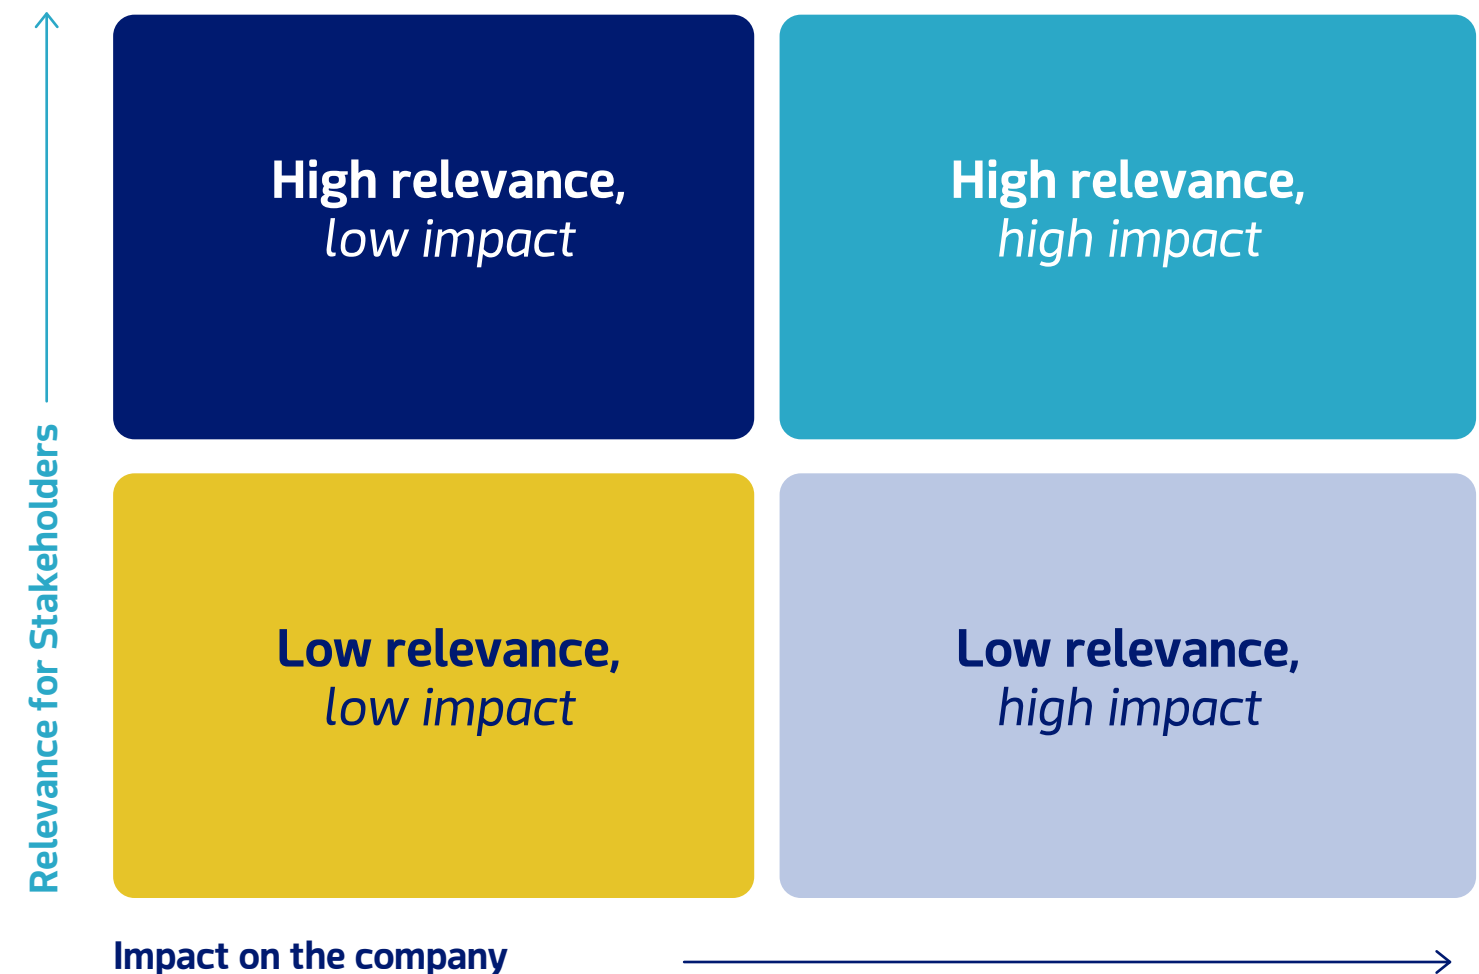 High relevance,
low impact
High relevance,
high impact
Relevance for Stakeholders
Low relevance,
low impact
Low relevance,
high impact
Impact on the company